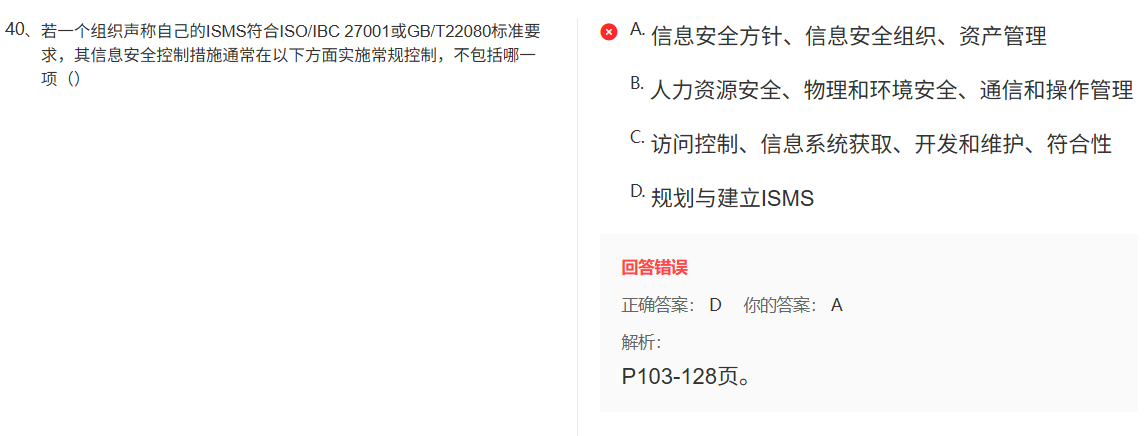 40、若一个组织声称自己的ISMS符合ISO/IBC 27001或GB/T22080标准要
求，其信息安全控制措施通常在以下方面实施常规控制，不包括哪一
项（）
A. 信息安全方针、信息安全组织、资产管理
B. 人力资源安全、物理和环境安全、通信和操作管理
C. 访问控制、信息系统获取、开发和维护、符合性
D. 规划与建立ISMS
回答错误
正确答案： D 你的答案： A
解析：
P103-128页。